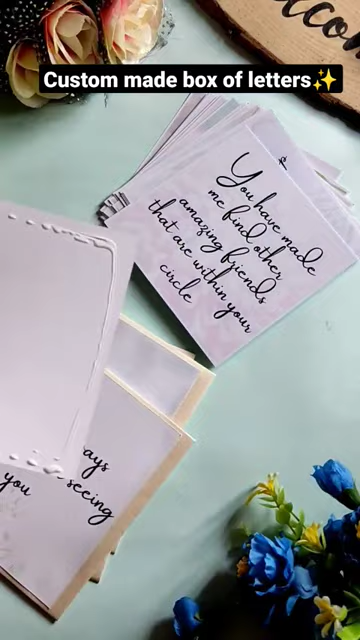 Custom made box of letters✨
You have made
me find other
amazing friends
that are within your
circle
seeing
you